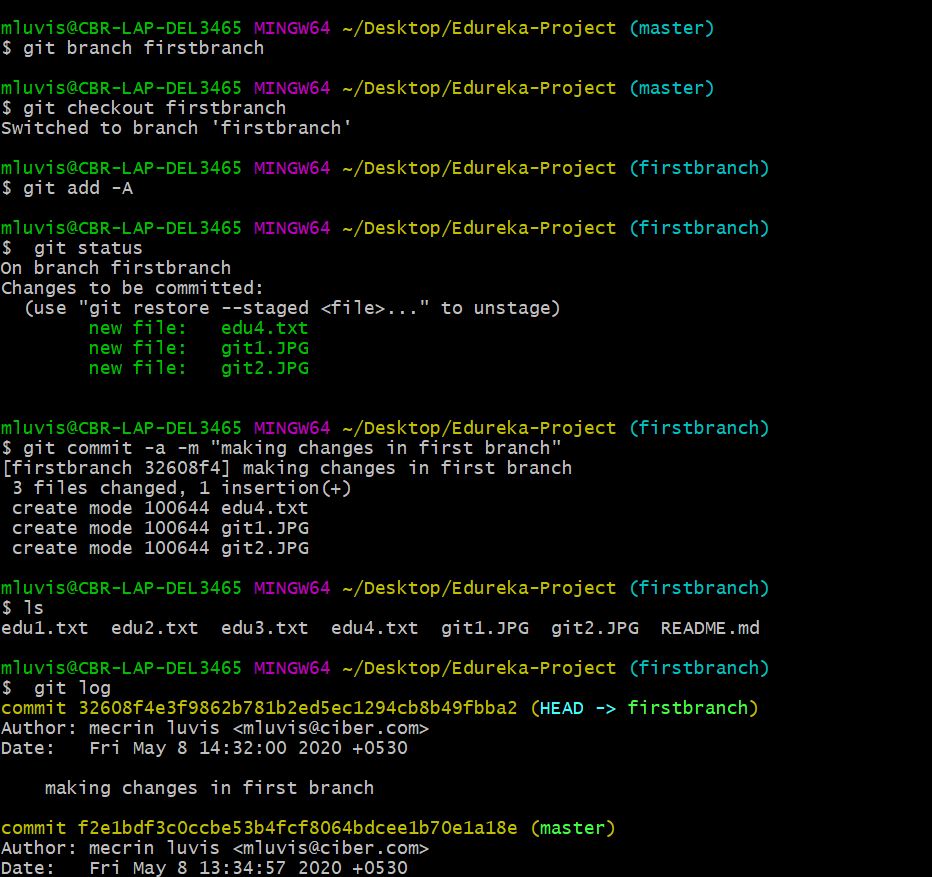 mluvis@CBR-LAP-DEL3465 MINGW64 ~/Desktop/Edureka-Project (master)
$ git branch firstbranch
mluvis@CBR-LAP-DEL3465 MINGW64 ~/Desktop/Edureka-Project (master)
$ git checkout firstbranch
Switched to branch 'firstbranch'
mluvis@CBR-LAP-DEL3465 MINGW64 ~/Desktop/Edureka-Project (firstbranch)
$ git add -A
mluvis@CBR-LAP-DEL3465 MINGW64 ~/Desktop/Edureka-Project (firstbranch)
$  git status
On branch firstbranch
Changes to be committed:
  (use "git restore --staged <file>..." to unstage)
        new file:   edu4.txt
        new file:   git1.JPG
        new file:   git2.JPG
mluvis@CBR-LAP-DEL3465 MINGW64 ~/Desktop/Edureka-Project (firstbranch)
$ git commit -a -m "making changes in first branch"
[firstbranch 32608f4] making changes in first branch
 3 files changed, 1 insertion(+)
 create mode 100644 edu4.txt
 create mode 100644 git1.JPG
 create mode 100644 git2.JPG
mluvis@CBR-LAP-DEL3465 MINGW64 ~/Desktop/Edureka-Project (firstbranch)
$ ls
edu1.txt  edu2.txt  edu3.txt  edu4.txt  git1.JPG  git2.JPG  README.md
mluvis@CBR-LAP-DEL3465 MINGW64 ~/Desktop/Edureka-Project (firstbranch)
$  git log
commit 32608f4e3f9862b781b2ed5ec1294cb8b49fbba2 (HEAD -> firstbranch)
Author: mecrin luvis <mluvis@ciber.com>
Date:   Fri May 8 14:32:00 2020 +0530
    making changes in first branch
commit f2e1bdf3c0ccbe53b4fcf8064bdcee1b70e1a18e (master)
Author: mecrin luvis <mluvis@ciber.com>
Date:   Fri May 8 13:34:57 2020 +0530